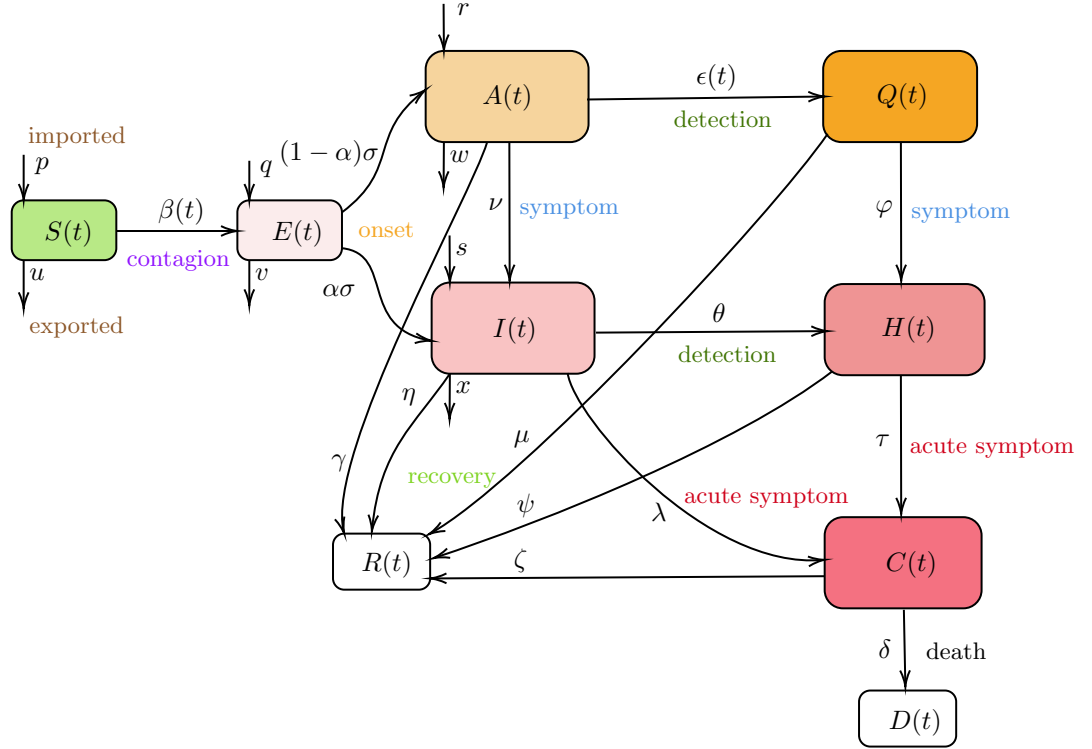 r
A(t)
ϵ(t)
detection
Q(t)
imported
p
q
(1 − α)σ
w
ν
symptom
φ
symptom
S(t)
β(t)
contagion
E(t)
onset
s
u
v
ασ
exported
I(t)
θ
detection
H(t)
η
x
γ
recovery
μ
τ
acute symptom
ψ
λ
acute symptom
R(t)
ζ
C(t)
δ
death
D(t)